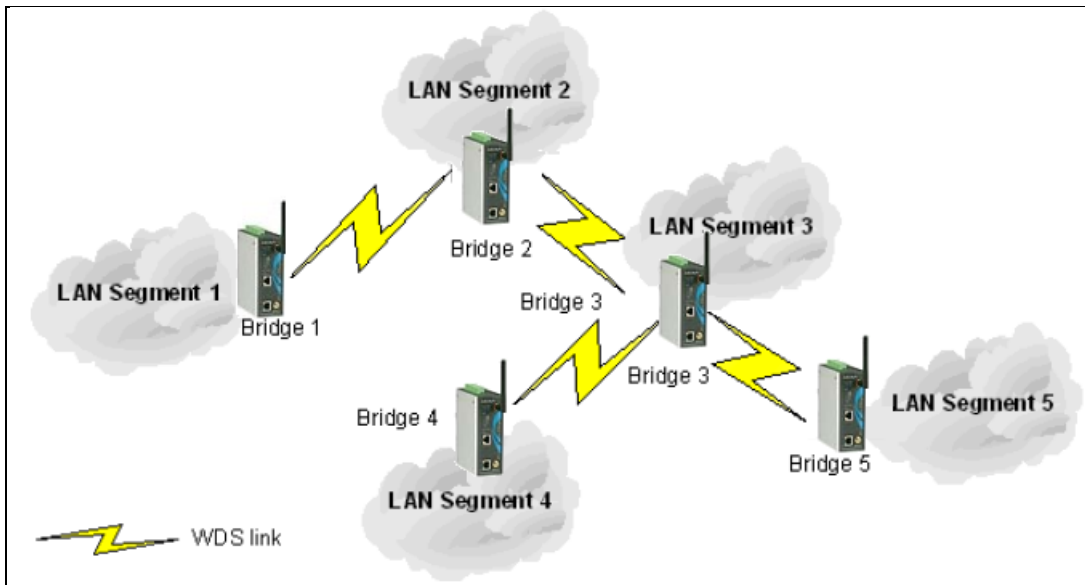 LAN Segment 2
Bridge 2
LAN Segment 3
LAN Segment 1
Bridge 1
Bridge 3
Bridge 3
Bridge 4
LAN Segment 5
Bridge 5
LAN Segment 4
WDS link